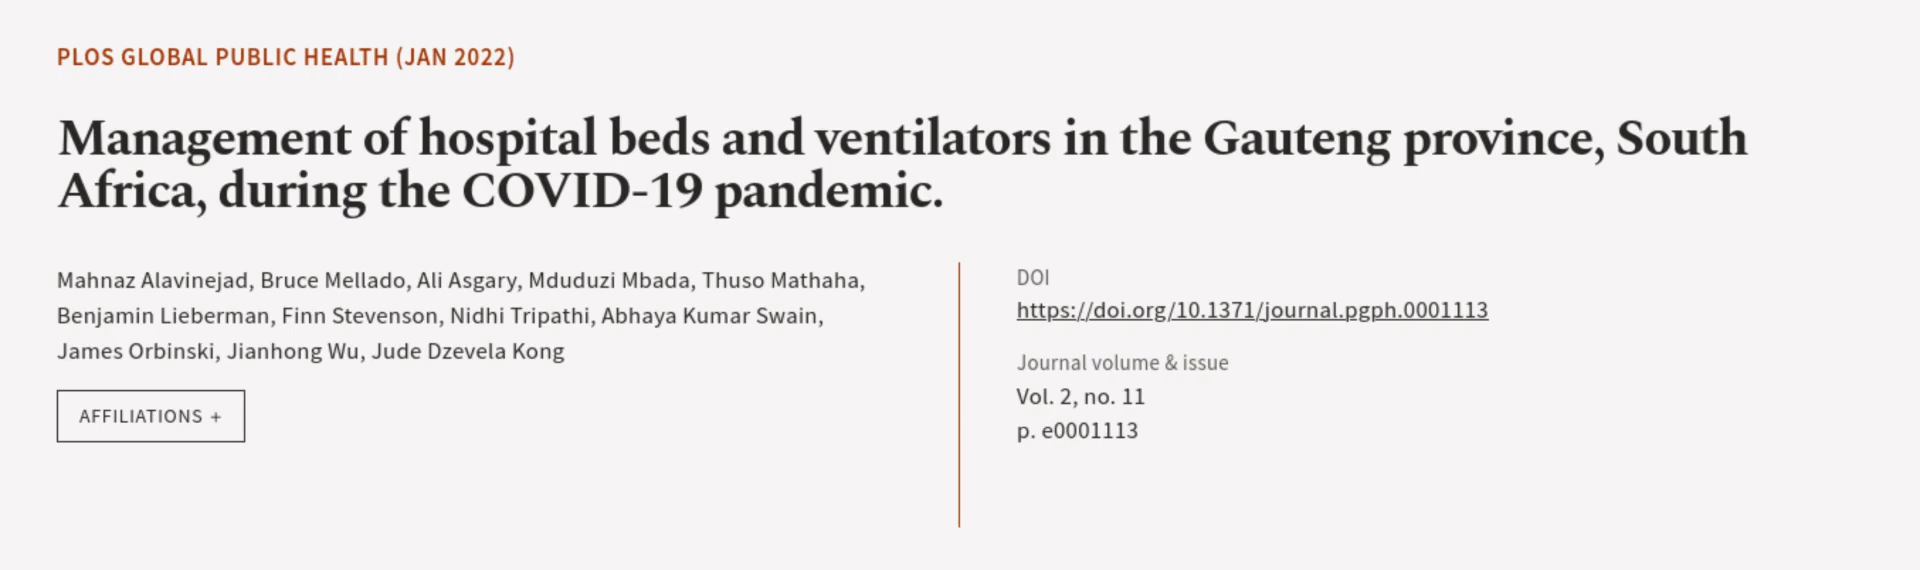 PLOS GLOBAL PUBLIC HEALTH (JAN 2022)
Management of hospital beds and ventilators in the Gauteng province, South
Africa, during the COVID-19 pandemic.
Mahnaz Alavinejad, Bruce Mellado, Ali Asgary, Mduduzi Mbada, Thuso Mathaha,
Benjamin Lieberman, Finn Stevenson, Nidhi Tripathi, Abhaya Kumar Swain,
James Orbinski, Jianhong Wu, Jude Dzevela Kong
AFFILIATIONS +
DOI
https://doi.org/10.1371/journal.pgph.0001113
Journal volume & issue
Vol. 2, no. 11
p. e0001113